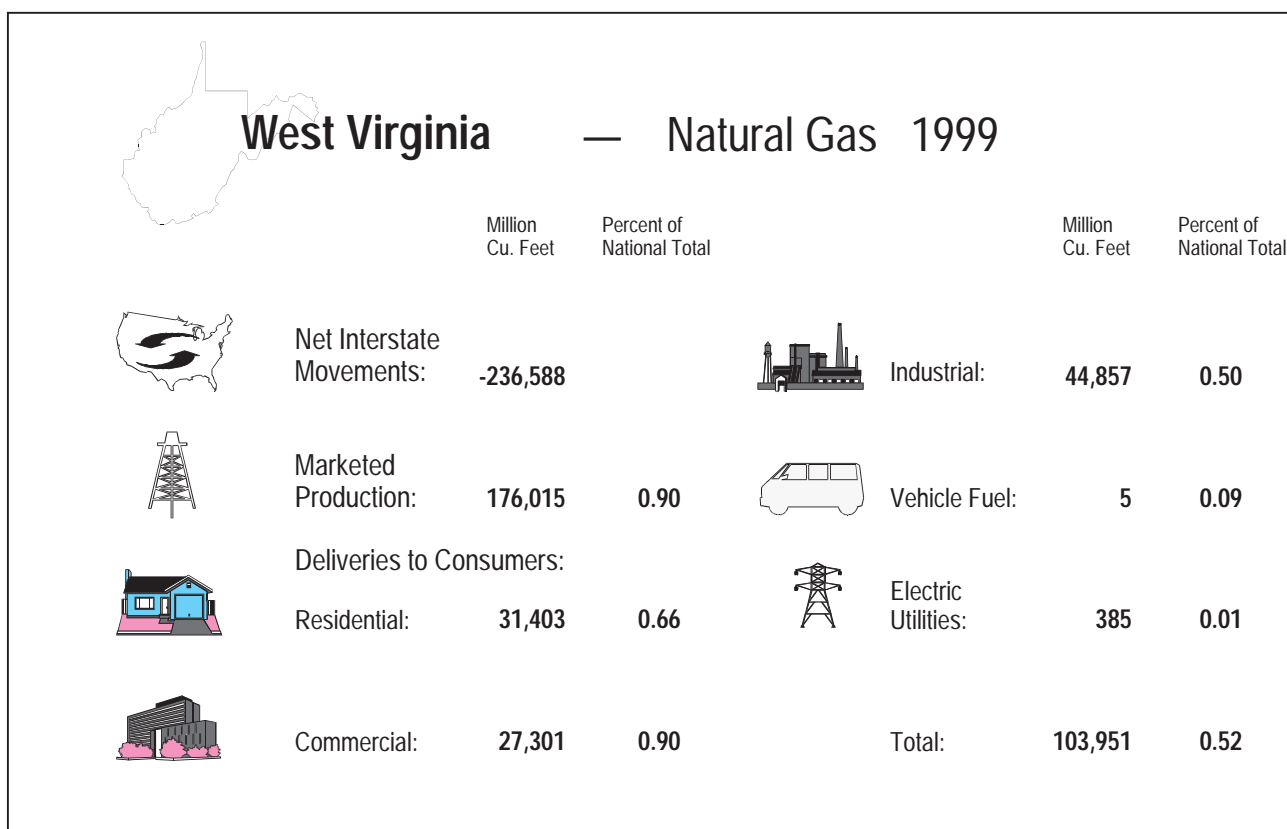 West Virginia — Natural Gas 1999
Million Cu. Feet
Percent of National Total
Million Cu. Feet
Percent of National Total
Net Interstate
Movements: -236,588
Industrial: 44,857 0.50
Marketed
Production: 176,015 0.90
Vehicle Fuel: 5 0.09
Deliveries to Consumers:
Residential: 31,403 0.66
Electric
Utilities: 385 0.01
Commercial: 27,301 0.90
Total: 103,951 0.52